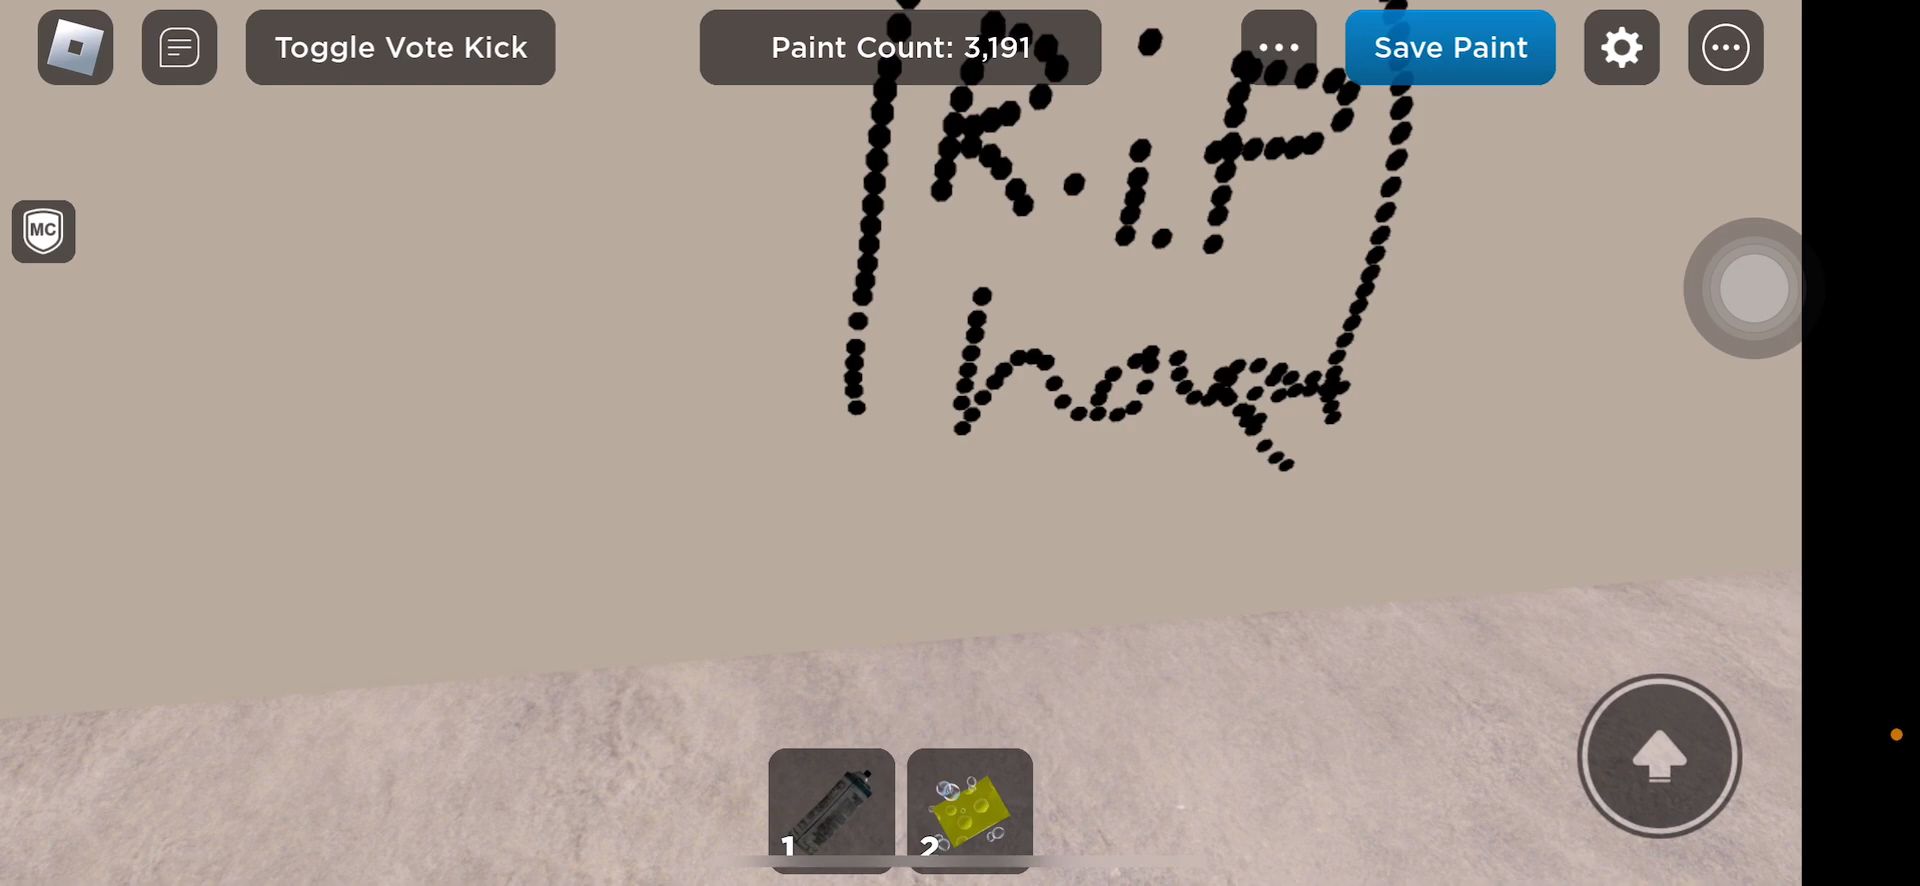 Toggle Vote Kick
Paint Count: 3,191
Save Paint
MC
R.i.P
1
2